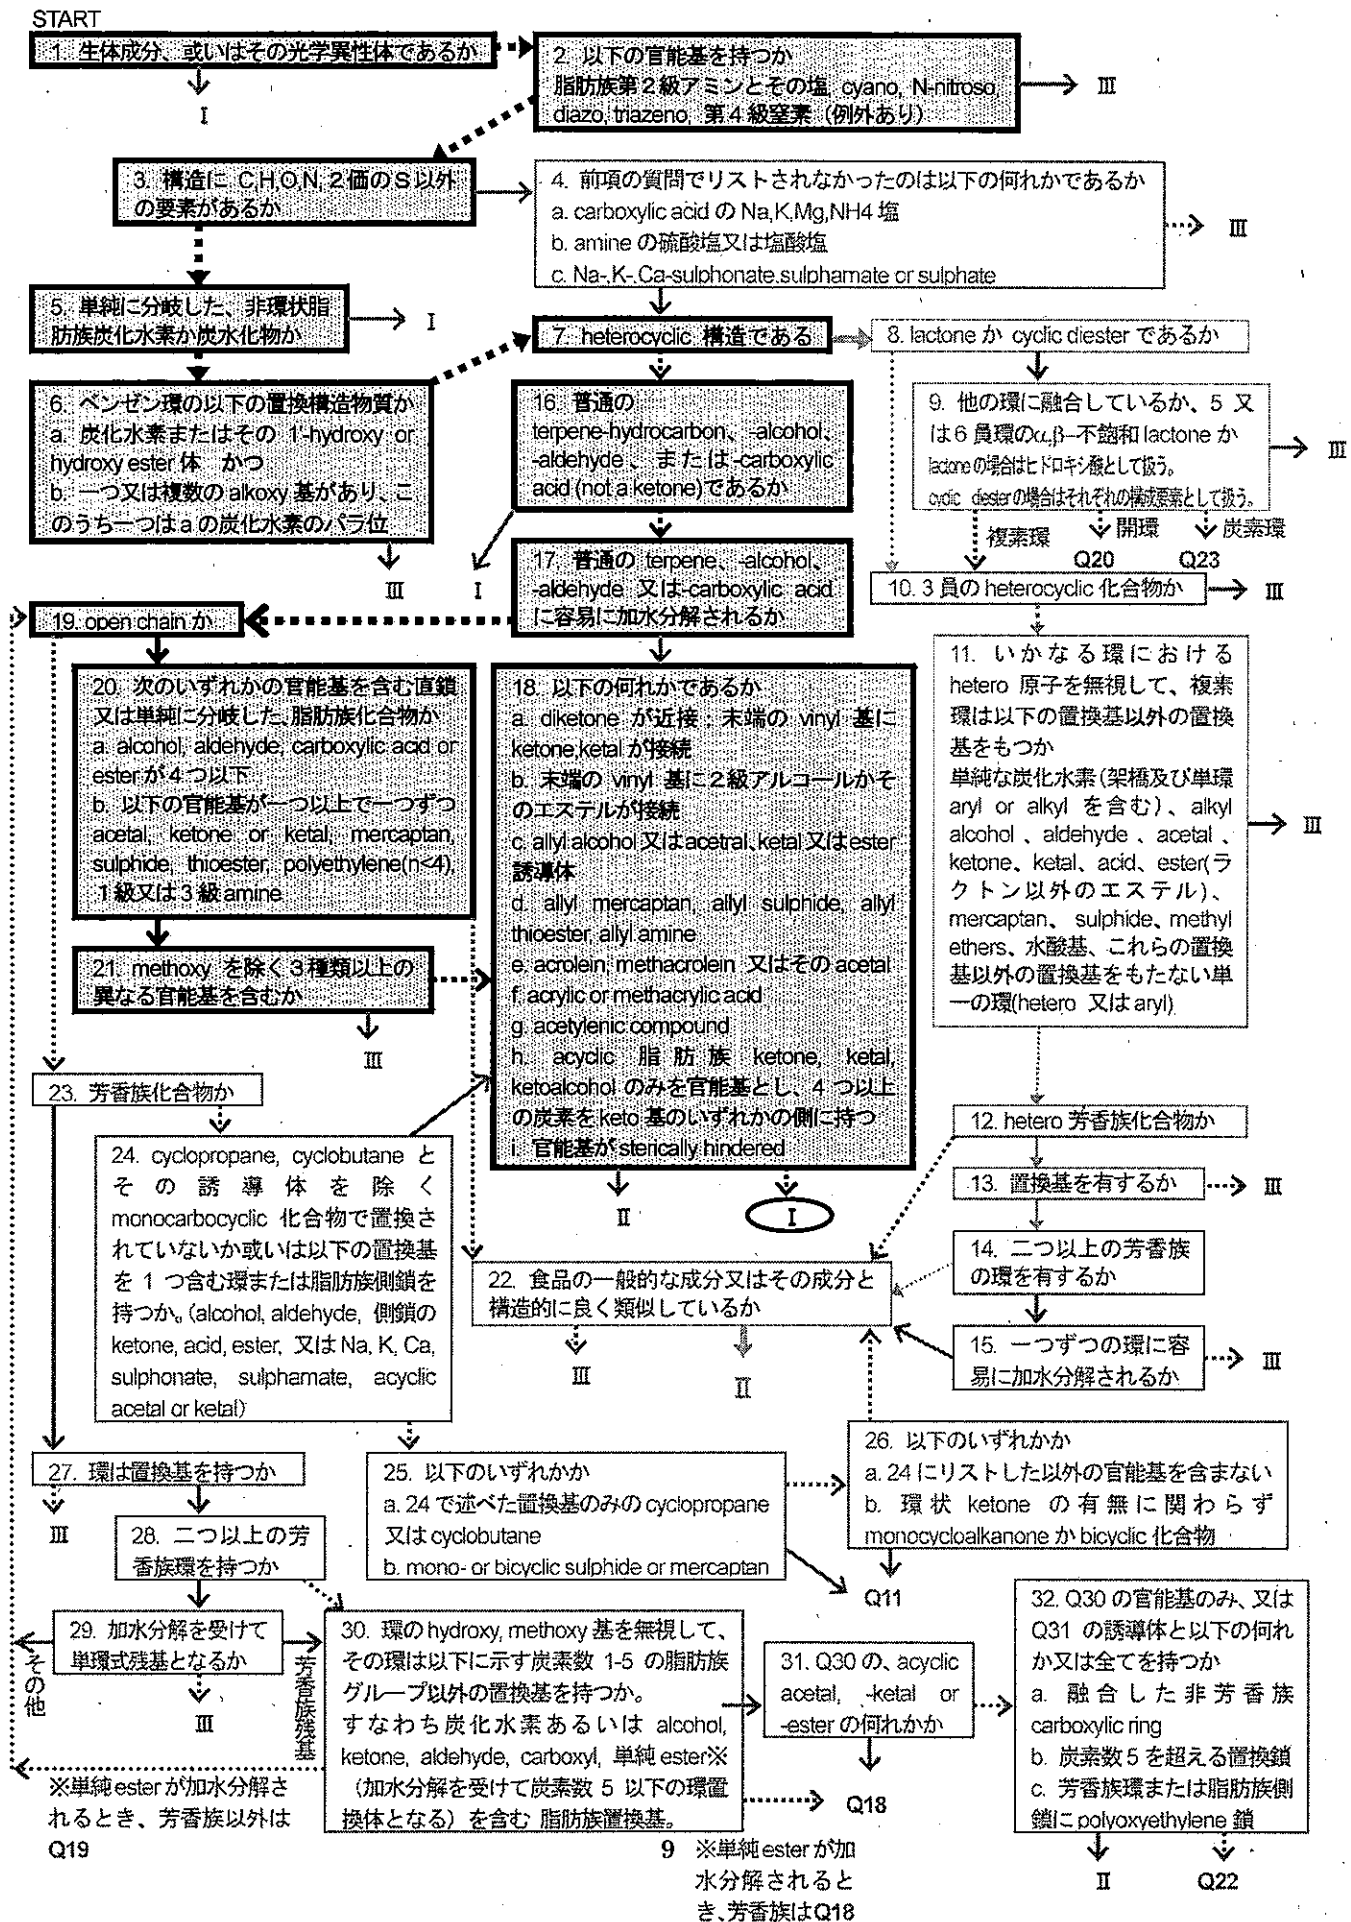 START
1. 生体成分、或いはその光学異性体であるか
I
2. 以下の官能基を持つか
脂肪族第2級アミンとその塩, cyano, N-nitroso,
diazo, triazeno, 第4級窒素（例外あり）
III
3. 構造に C,H,O,N, 2価のS以外
の要素があるか
4. 前項の質問でリストされなかったのは以下の何れかであるか
a. carboxylic acid の Na,K,Mg,NH4 塩
b. amine の硫酸塩又は塩酸塩
c. Na-,K-,Ca-sulphonate,sulphamate or sulphate
III
5. 単純に分岐した、非環状脂
肪族炭化水素か炭水化物か
I
6. ベンゼン環の以下の置換構造物質か
a. 炭化水素またはその 1'-hydroxy or
hydroxy ester 体 かつ
b. 一つ又は複数の alkoxy 基があり、こ
のうち一つは a の炭化水素のパラ位
III
7. heterocyclic 構造である
8. lactone か cyclic diester であるか
9. 他の環に融合しているか、5 又
は6 員環のα,β-不飽和 lactone か
lactone の場合はヒドロキシ酸として扱う。
cyclic diester の場合はそれぞれの構成要素として扱う。
III
複素環
開環
Q20
炭素環
Q23
10. 3 員の heterocyclic 化合物か
III
11. いかなる環における
hetero 原子を無視して、複素
環は以下の置換基以外の置換
基をもつか
単純な炭化水素(架橋及び単環
aryl or alkyl を含む)、alkyl
alcohol、aldehyde、acetal、
ketone、ketal、acid、ester(ラ
クトン以外のエステル)、
mercaptan、sulphide、methyl
ethers、水酸基、これらの置換
基以外の置換基をもたない単
一の環(hetero 又は aryl)
III
12. hetero 芳香族化合物か
13. 置換基を有するか
III
14. 二つ以上の芳香族
の環を有するか
15. 一つずつの環に容
易に加水分解されるか
III
16. 普通の
terpene-hydrocarbon、-alcohol、
-aldehyde、または-carboxylic
acid (not a ketone)であるか
I
17. 普通の terpene、-alcohol、
-aldehyde 又は-carboxylic acid
に容易に加水分解されるか
18. 以下の何れかであるか
a. diketone が近接；末端の vinyl 基に
ketone,ketal が接続
b. 末端の vinyl 基に2級アルコールかそ
のエステルが接続
c. allyl alcohol 又は acetral, ketal 又は ester
誘導体
d. allyl mercaptan, allyl sulphide, allyl
thioester, allyl amine
e. acrolein, methacrolein 又はその acetal
f. acrylic or methacrylic acid
g. acetylenic compound
h. acyclic 脂肪族 ketone, ketal,
ketoalcohol のみを官能基とし、4 つ以上
の炭素を keto 基のいずれかの側に持つ
i. 官能基が sterically hindered
II
I
19. open chain か
20. 次のいずれかの官能基を含む直鎖
又は単純に分岐した、脂肪族化合物か
a. alcohol, aldehyde, carboxylic acid or
ester が 4 つ以下
b. 以下の官能基が一つ以上で一つずつ
acetal, ketone or ketal, mercaptan,
sulphide, thioester, polyethylene(n<4),
1級又は3級 amine
21. methoxy を除く3種類以上の
異なる官能基を含むか
III
22. 食品の一般的な成分又はその成分と
構造的に良く類似しているか
III
II
23. 芳香族化合物か
24. cyclopropane, cyclobutane と
その誘導体を除く
monocarbocyclic 化合物で置換さ
れていないか或いは以下の置換基
を 1 つ含む環または脂肪族側鎖を
持つか。(alcohol, aldehyde, 側鎖の
ketone, acid, ester, 又は Na, K, Ca,
sulphonate, sulphamate, acyclic
acetal or ketal)
25. 以下のいずれかか
a. 24 で述べた置換基のみの cyclopropane
又は cyclobutane
b. mono- or bicyclic sulphide or mercaptan
Q11
26. 以下のいずれかか
a. 24 にリストした以外の官能基を含まない
b. 環状 ketone の有無に関わらず
monocycloalkanone か bicyclic 化合物
27. 環は置換基を持つか
III
28. 二つ以上の芳
香族環を持つか
29. 加水分解を受けて
単環式残基となるか
その他
芳香族残基
III
30. 環の hydroxy, methoxy 基を無視して、
その環は以下に示す炭素数 1-5 の脂肪族
グループ以外の置換基を持つか。
すなわち炭化水素あるいは alcohol,
ketone, aldehyde, carboxyl, 単純 ester※
（加水分解を受けて炭素数 5 以下の環置
換体となる）を含む 脂肪族置換基。
31. Q30 の、acyclic
acetal, -ketal or
-ester の何れかか
Q18
32. Q30 の官能基のみ、又は
Q31 の誘導体と以下の何れ
か又は全てを持つか
a. 融合した非芳香族
carboxylic ring
b. 炭素数 5 を超える置換鎖
c. 芳香族環または脂肪族側
鎖に polyoxyethylene 鎖
II
Q22
※単純 ester が加水分解さ
れるとき、芳香族以外は
Q19
9
※単純 ester が加
水分解されると
き、芳香族は Q18